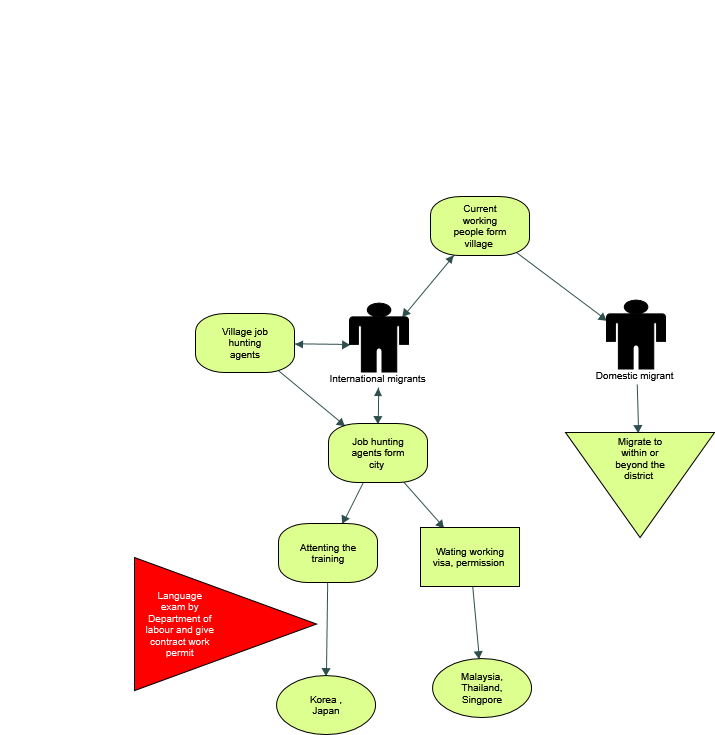 Current
working
people form
village
Village job
hunting
agents
International migrants
Domestic migrant
Job hunting
agents form
city
Migrate to
within or
beyond the
district
Attenting the
training
Wating working
visa, permission
Language
exam by
Department of
labour and give
contract work
permit
Korea ,
Japan
Malaysia,
Thailand,
Singpore